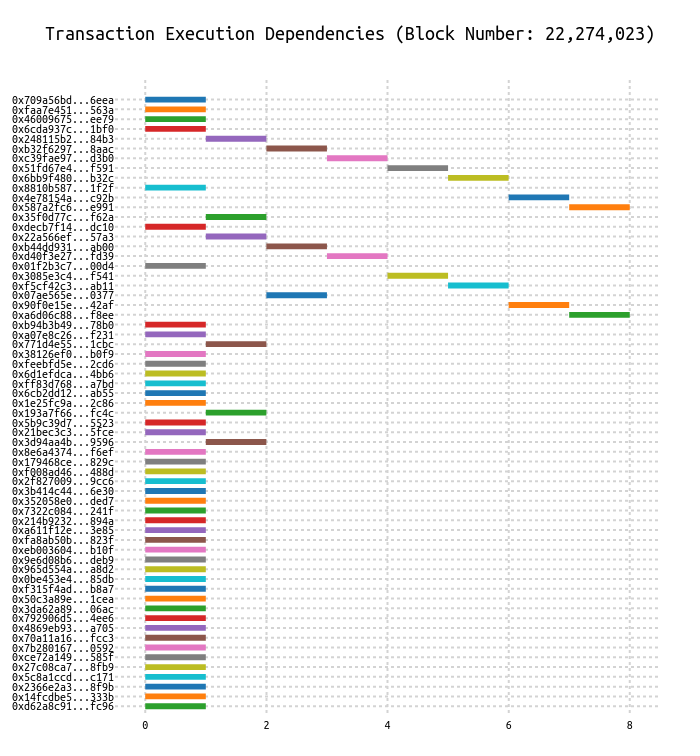 Transaction Execution Dependencies (Block Number: 22,274,023)
0x709a56bd...6eea
0xfaa7e451...563a
0x46009675...ee79
0x6cda937c...1bf0
0x248115b2...84b3
0xb32f6297...8aac
0xc39fae97...d3b0
0x51fd67e4...f591
0x6bb9f480...b32c
0x8810b587...1f2f
0x4e78154a...c92b
0x587a2fc6...e991
0x35f0d77c...f62a
0xdecb7f14...dc10
0x22a566ef...57a3
0xb44dd931...ab00
0xd40f3e27...fd39
0x01f2b3c7...00d4
0x3085e3c4...f541
0xf5cf42c3...ab11
0x07ae565e...0377
0x90f0e15e...42af
0xa6d06c88...f8ee
0xb94b3b49...78b0
0xa07e8c26...f231
0x771d4e55...1cbc
0x38126ef0...b0f9
0xfeebfd5e...2cd6
0x6d1efdca...4bb6
0xff83d768...a7bd
0x6cb2dd12...ab55
0x1e25fc9a...2c86
0x193a7f66...fc4c
0x5b9c39d7...5523
0x21bec3c3...5fce
0x3d94aa4b...9596
0x8e6a4374...f6ef
0x179468ce...829c
0xf008ad46...488d
0x2f827009...9cc6
0x3b414c44...6e30
0x352058e0...ded7
0x7322c084...241f
0x214b9232...894a
0xa611f12e...3e85
0xfa8ab50b...823f
0xeb003604...b10f
0x9e6d08b6...deb9
0x965d554a...a8d2
0x0be453e4...85db
0xf315f4ad...b8a7
0x50c3a89e...1cea
0x3da62a89...06ac
0x792906d5...4ee6
0x4869eb93...a705
0x70a11a16...fcc3
0x7b280167...0592
0xce72a149...585f
0x27c08ca7...8fb9
0x5c8a1ccd...c171
0x2366e2a3...8f9b
0x14fcdbe5...333b
0xd62a8c91...fc96
0 2 4 6 8